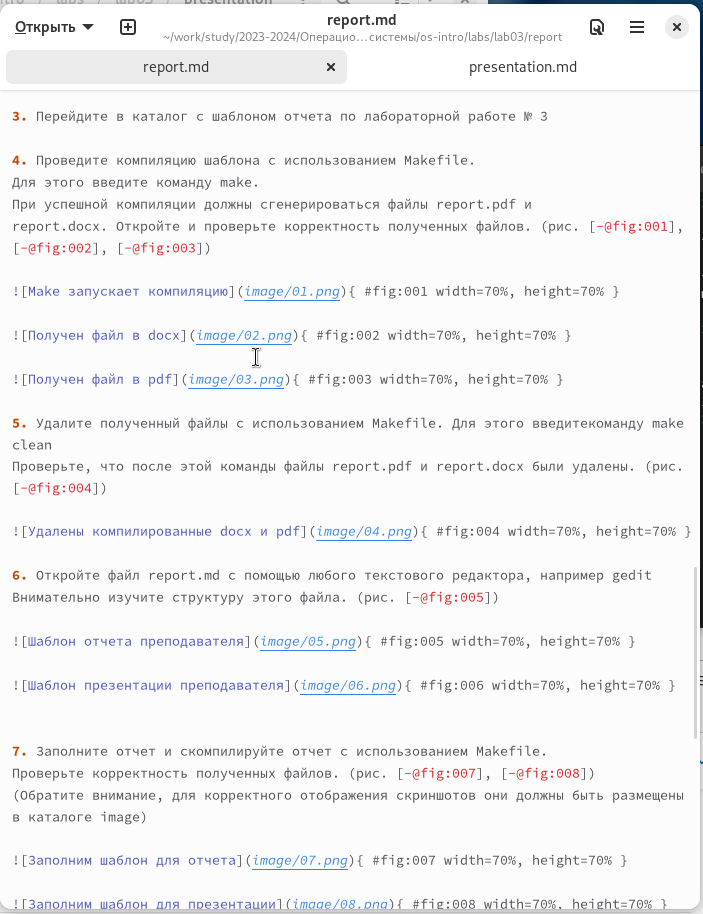 Открыть
report.md
~/work/study/2023-2024/Операцио…системы/os-intro/labs/lab03/report
report.md
presentation.md
3. Перейдите в каталог с шаблоном отчета по лабораторной работе № 3
4. Проведите компиляцию шаблона с использованием Makefile.
Для этого введите команду make.
При успешной компиляции должны сгенерироваться файлы report.pdf и
report.docx. Откройте и проверьте корректность полученных файлов. (рис. [-@fig:001],
[-@fig:002], [-@fig:003])
![Make запускает компиляцию](image/01.png){ #fig:001 width=70%, height=70% }
![Получен файл в docx](image/02.png){ #fig:002 width=70%, height=70% }
![Получен файл в pdf](image/03.png){ #fig:003 width=70%, height=70% }
5. Удалите полученный файлы с использованием Makefile. Для этого введитекоманду make
clean
Проверьте, что после этой команды файлы report.pdf и report.docx были удалены. (рис.
[-@fig:004])
![Удалены компилированные docx и pdf](image/04.png){ #fig:004 width=70%, height=70% }
6. Откройте файл report.md c помощью любого текстового редактора, например gedit
Внимательно изучите структуру этого файла. (рис. [-@fig:005])
![Шаблон отчета преподавателя](image/05.png){ #fig:005 width=70%, height=70% }
![Шаблон презентации преподавателя](image/06.png){ #fig:006 width=70%, height=70% }
7. Заполните отчет и скомпилируйте отчет с использованием Makefile.
Проверьте корректность полученных файлов. (рис. [-@fig:007], [-@fig:008])
(Обратите внимание, для корректного отображения скриншотов они должны быть размещены
в каталоге image)
![Заполним шаблон для отчета](image/07.png){ #fig:007 width=70%, height=70% }
![Заполним шаблон для презентации](image/08.png){ #fig:008 width=70%, height=70% }